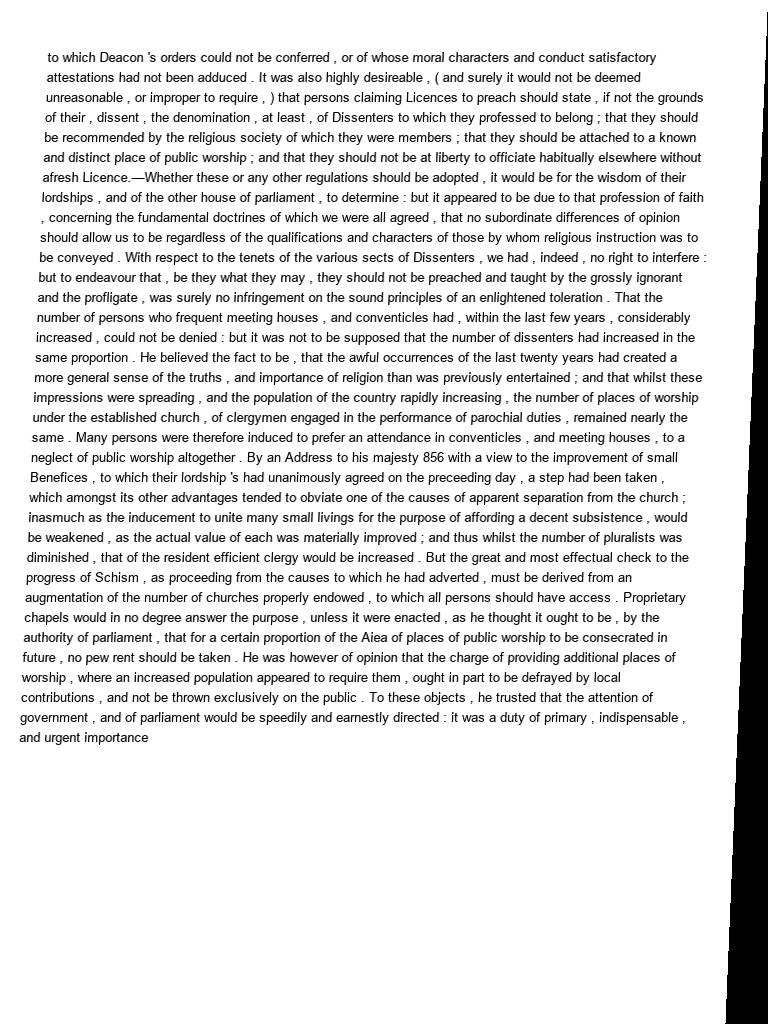 to which Deacon 's orders could not be conferred , or of whose moral characters and conduct satisfactory
attestations had not been adduced . It was also highly desireable , ( and surely it would not be deemed
unreasonable , or improper to require , ) that persons claiming Licences to preach should state , if not the grounds
of their , dissent , the denomination , at least , of Dissenters to which they professed to belong ; that they should
be recommended by the religious society of which they were members ; that they should be attached to a known
and distinct place of public worship ; and that they should not be at liberty to officiate habitually elsewhere without
afresh Licence.—Whether these or any other regulations should be adopted , it would be for the wisdom of their
lordships , and of the other house of parliament , to determine : but it appeared to be due to that profession of faith
, concerning the fundamental doctrines of which we were all agreed , that no subordinate differences of opinion
should allow us to be regardless of the qualifications and characters of those by whom religious instruction was to
be conveyed . With respect to the tenets of the various sects of Dissenters , we had , indeed , no right to interfere :
but to endeavour that , be they what they may , they should not be preached and taught by the grossly ignorant
and the profligate , was surely no infringement on the sound principles of an enlightened toleration . That the
number of persons who frequent meeting houses , and conventicles had , within the last few years , considerably
increased , could not be denied : but it was not to be supposed that the number of dissenters had increased in the
same proportion . He believed the fact to be , that the awful occurrences of the last twenty years had created a
more general sense of the truths , and importance of religion than was previously entertained ; and that whilst these
impressions were spreading , and the population of the country rapidly increasing , the number of places of worship
under the established church , of clergymen engaged in the performance of parochial duties , remained nearly the
same . Many persons were therefore induced to prefer an attendance in conventicles , and meeting houses , to a
neglect of public worship altogether . By an Address to his majesty 856 with a view to the improvement of small
Benefices , to which their lordship 's had unanimously agreed on the preceeding day , a step had been taken ,
which amongst its other advantages tended to obviate one of the causes of apparent separation from the church ;
inasmuch as the inducement to unite many small livings for the purpose of affording a decent subsistence , would
be weakened , as the actual value of each was materially improved ; and thus whilst the number of pluralists was
diminished , that of the resident efficient clergy would be increased . But the great and most effectual check to the
progress of Schism , as proceeding from the causes to which he had adverted , must be derived from an
augmentation of the number of churches properly endowed , to which all persons should have access . Proprietary
chapels would in no degree answer the purpose , unless it were enacted , as he thought it ought to be , by the
authority of parliament , that for a certain proportion of the Aiea of places of public worship to be consecrated in
future , no pew rent should be taken . He was however of opinion that the charge of providing additional places of
worship , where an increased population appeared to require them , ought in part to be defrayed by local
contributions , and not be thrown exclusively on the public . To these objects , he trusted that the attention of
government , and of parliament would be speedily and earnestly directed : it was a duty of primary , indispensable ,
and urgent importance